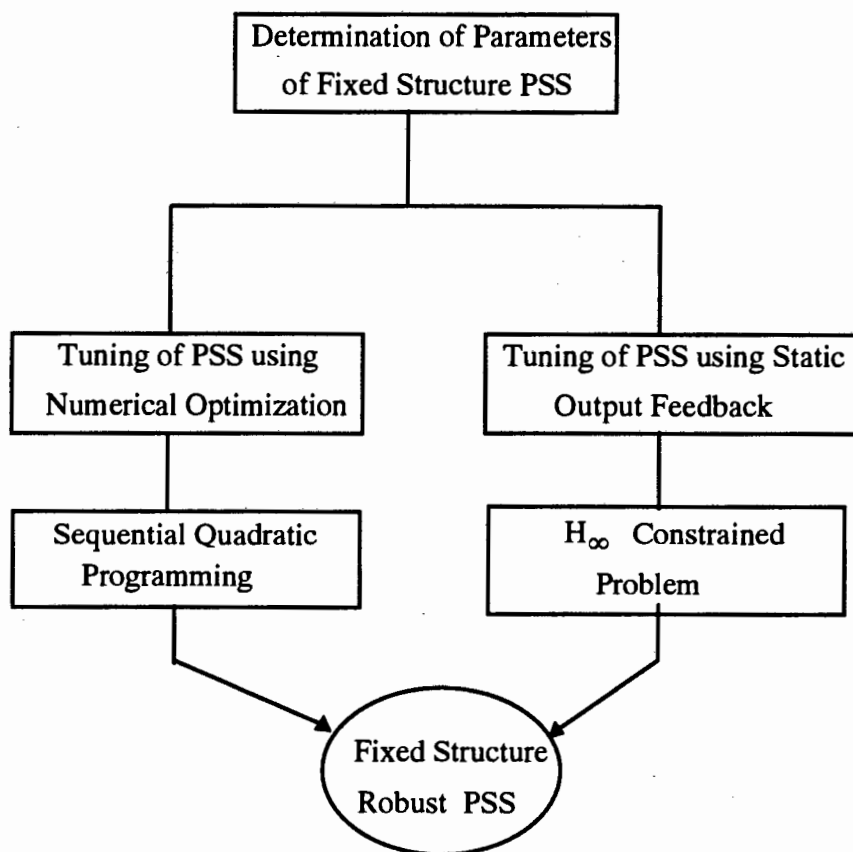 Determination of Parameters
of Fixed Structure PSS
Tuning of PSS using
Numerical Optimization
Tuning of PSS using Static
Output Feedback
Sequential Quadratic
Programming
H∞ Constrained
Problem
Fixed Structure
Robust PSS